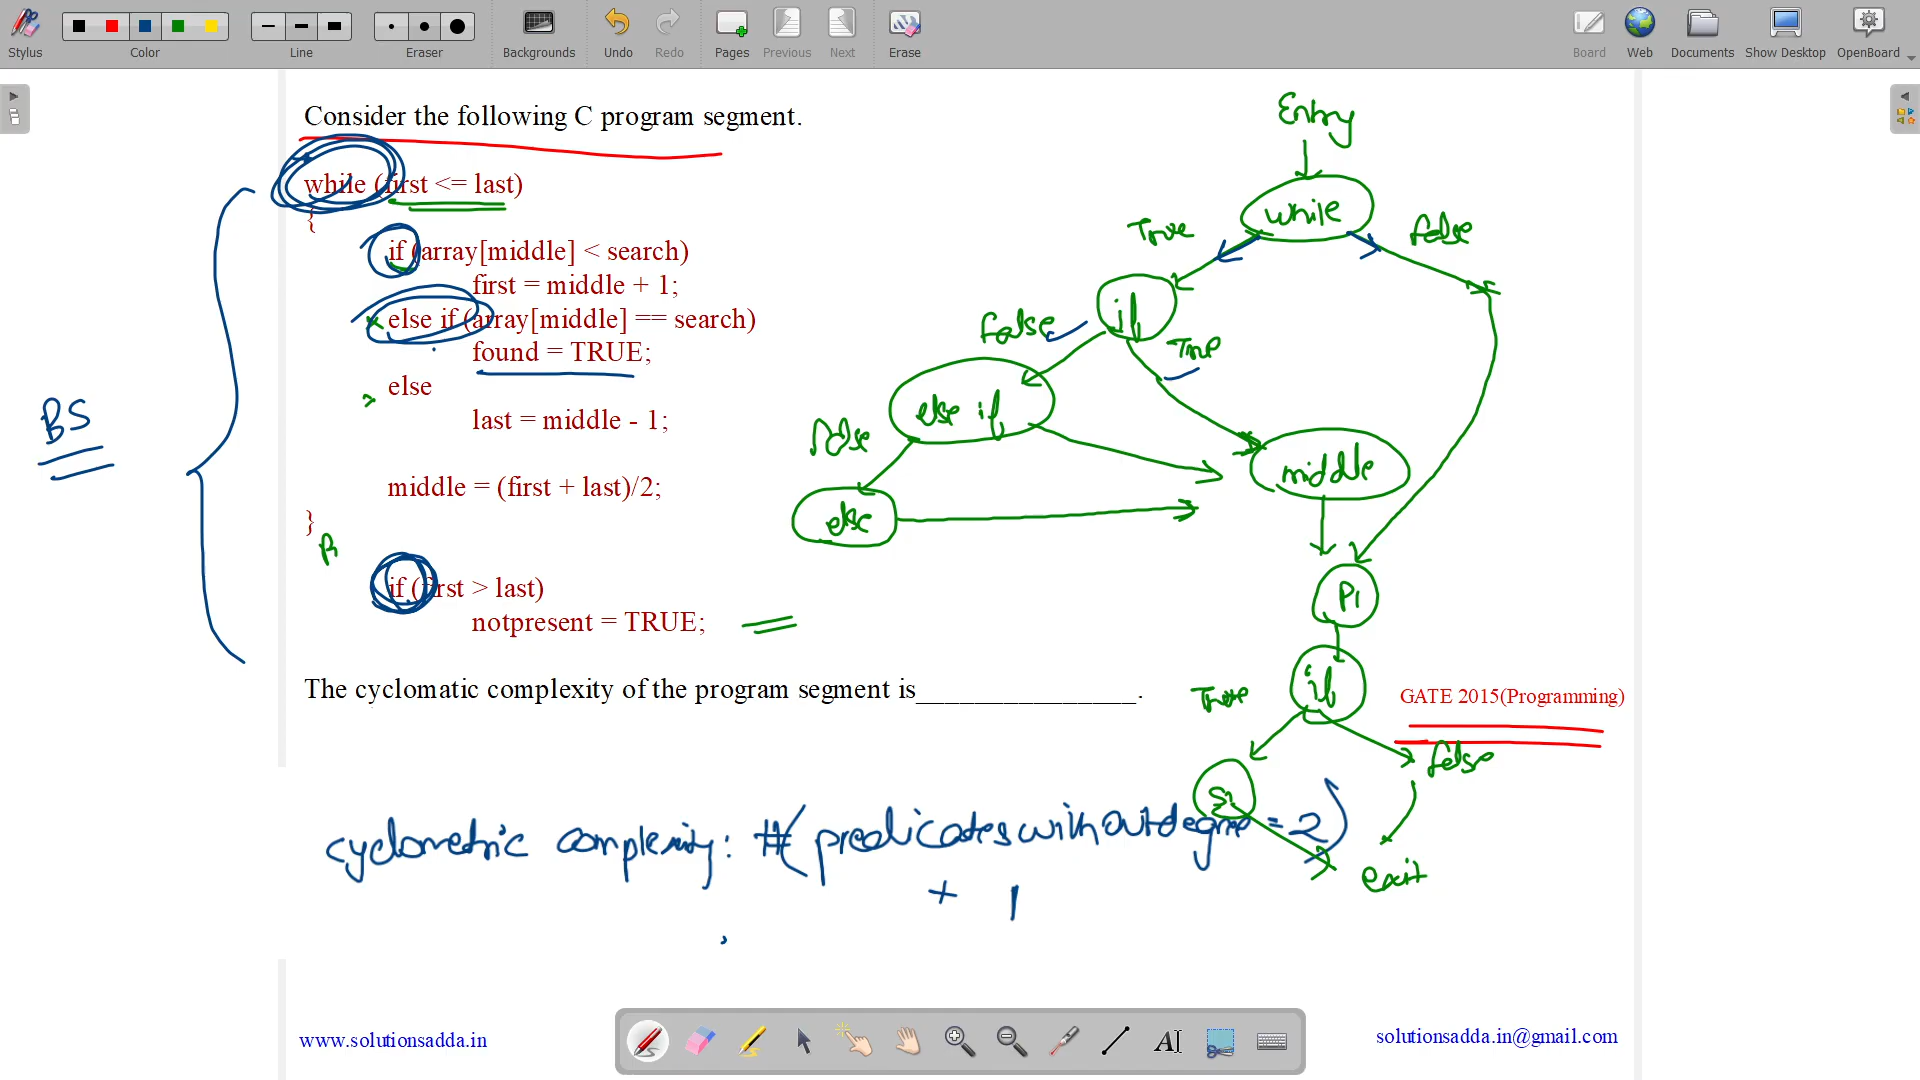 Stylus
Color
Line
Eraser
Backgrounds
Undo
Redo
Pages
Previous
Next
Erase
Board
Web
Documents
Show Desktop
OpenBoard
Consider the following C program segment.
while (first <= last)
{
if (array[middle] < search)
first = middle + 1;
else if (array[middle] == search)
found = TRUE;
else
last = middle - 1;
middle = (first + last)/2;
}
P1
if (first > last)
notpresent = TRUE;
The cyclomatic complexity of the program segment is_______________.
GATE 2015(Programming)
BS
Entry
while
True
False
if
False
True
else if
False
middle
else
P1
if
True
False
S1
exit
cyclometric complexity: #(predicates with outdegree = 2)
+ 1
www.solutionsadda.in
solutionsadda.in@gmail.com
AI